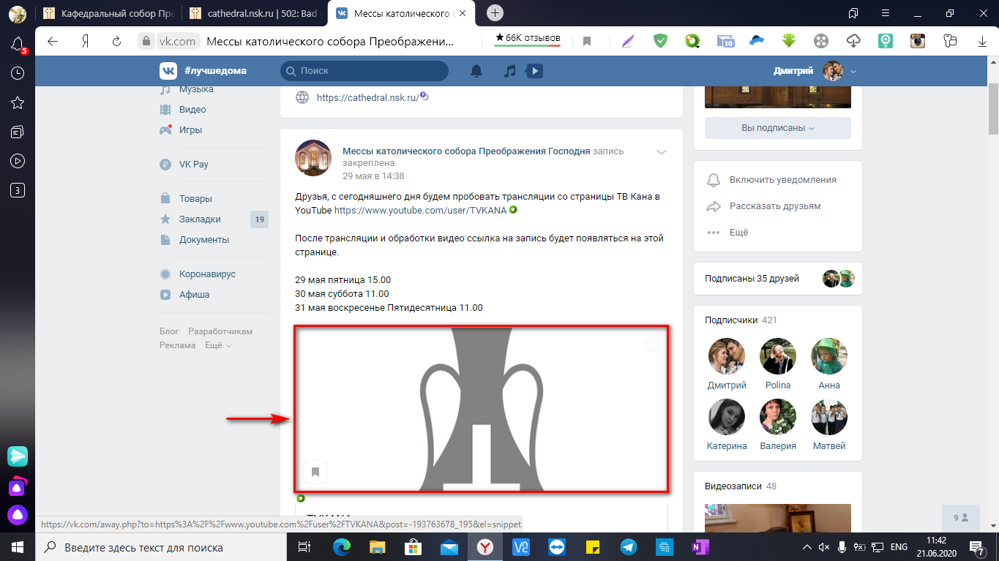 Кафедральный собор Пре
cathedral.nsk.ru | 502: Bad
Мессы католического с
5
3
vk.com
Мессы католического собора Преображени...
★66K отзывов
10
#лучшедома
Поиск
Дмитрий
Музыка
Видео
Игры
VK Pay
Товары
Закладки 19
Документы
Коронавирус
Афиша
Блог Разработчикам
Реклама Ещё
https://cathedral.nsk.ru/
Мессы католического собора Преображения Господня запись
закреплена
29 мая в 14:38
Друзья, с сегодняшнего дня будем пробовать трансляции со страницы ТВ Кана в
YouTube https://www.youtube.com/user/TVKANA
После трансляции и обработки видео ссылка на запись будет появляться на этой
странице.
29 мая пятница 15.00
30 мая суббота 11.00
31 мая воскресенье Пятидесятница 11.00
Вы подписаны
Включить уведомления
Рассказать друзьям
Ещё
Подписаны 35 друзей
Подписчики 421
Дмитрий Polina Анна
Катерина Валерия Матвей
Видеозаписи 48
9
https://vk.com/away.php?to=https%3A%2F%2Fwww.youtube.com%2Fuser%2FTVKANA&post=-193763678_195&el=snippet
Введите здесь текст для поиска
ENG
11:42
21.06.2020
7